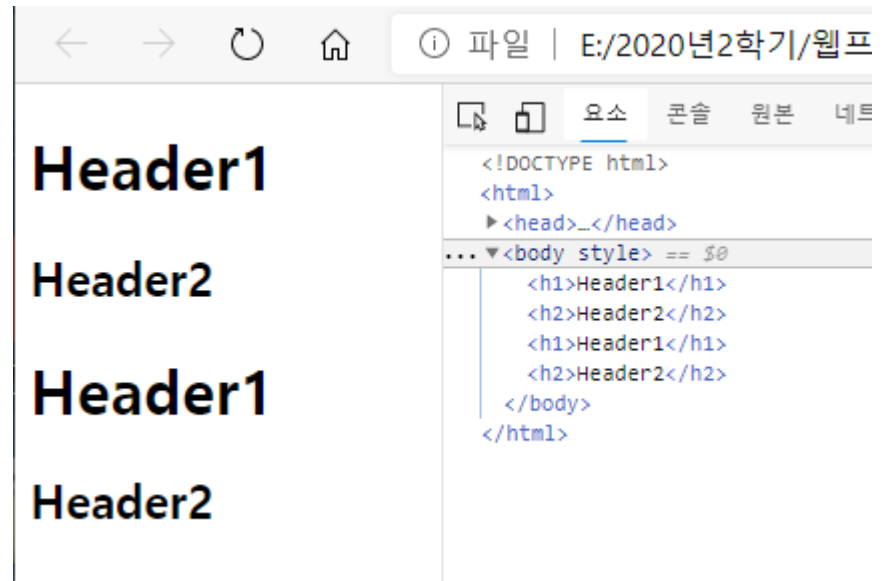 파일 | E:/2020년2학기/웹프
Header1
Header2
Header1
Header2
요소 콘솔 원본 네트
<!DOCTYPE html>
<html>
<head>…</head>
... <body style> == $0
<h1>Header1</h1>
<h2>Header2</h2>
<h1>Header1</h1>
<h2>Header2</h2>
</body>
</html>